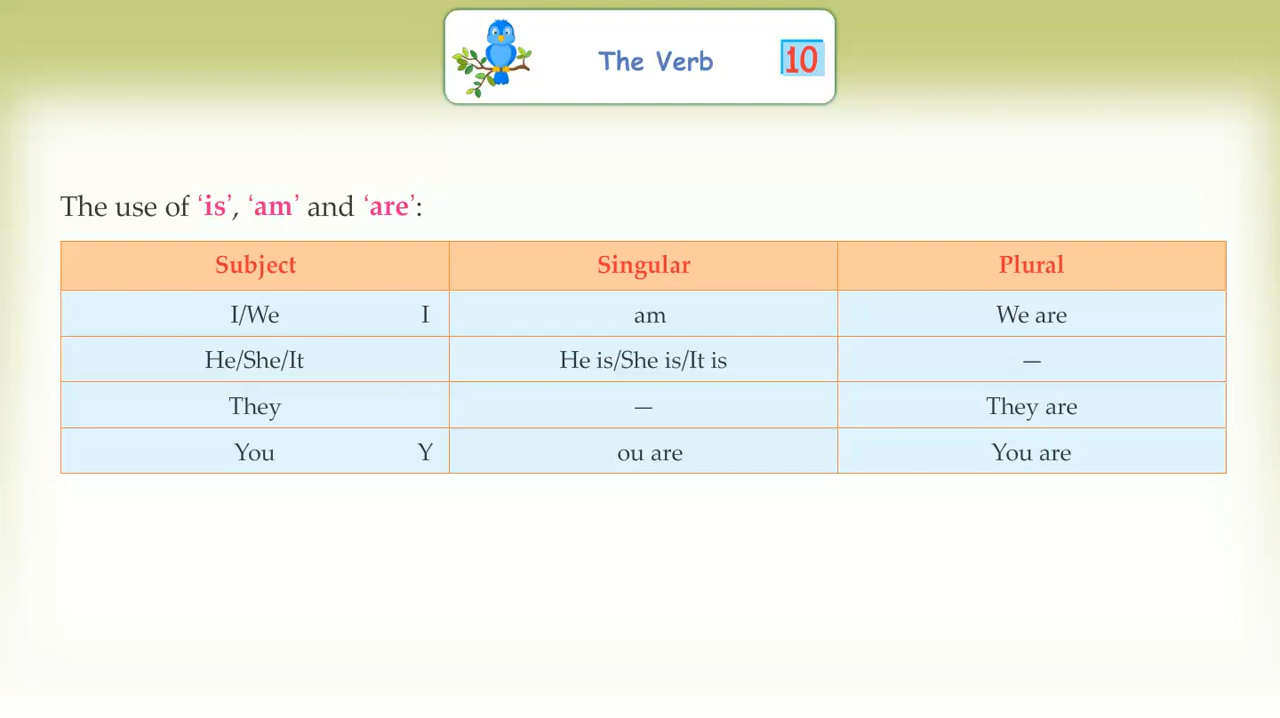 The Verb 10
The use of ‘is’, ‘am’ and ‘are’:
Subject Singular Plural
I/We I am We are
He/She/It He is/She is/It is —
They — They are
You Y ou are You are